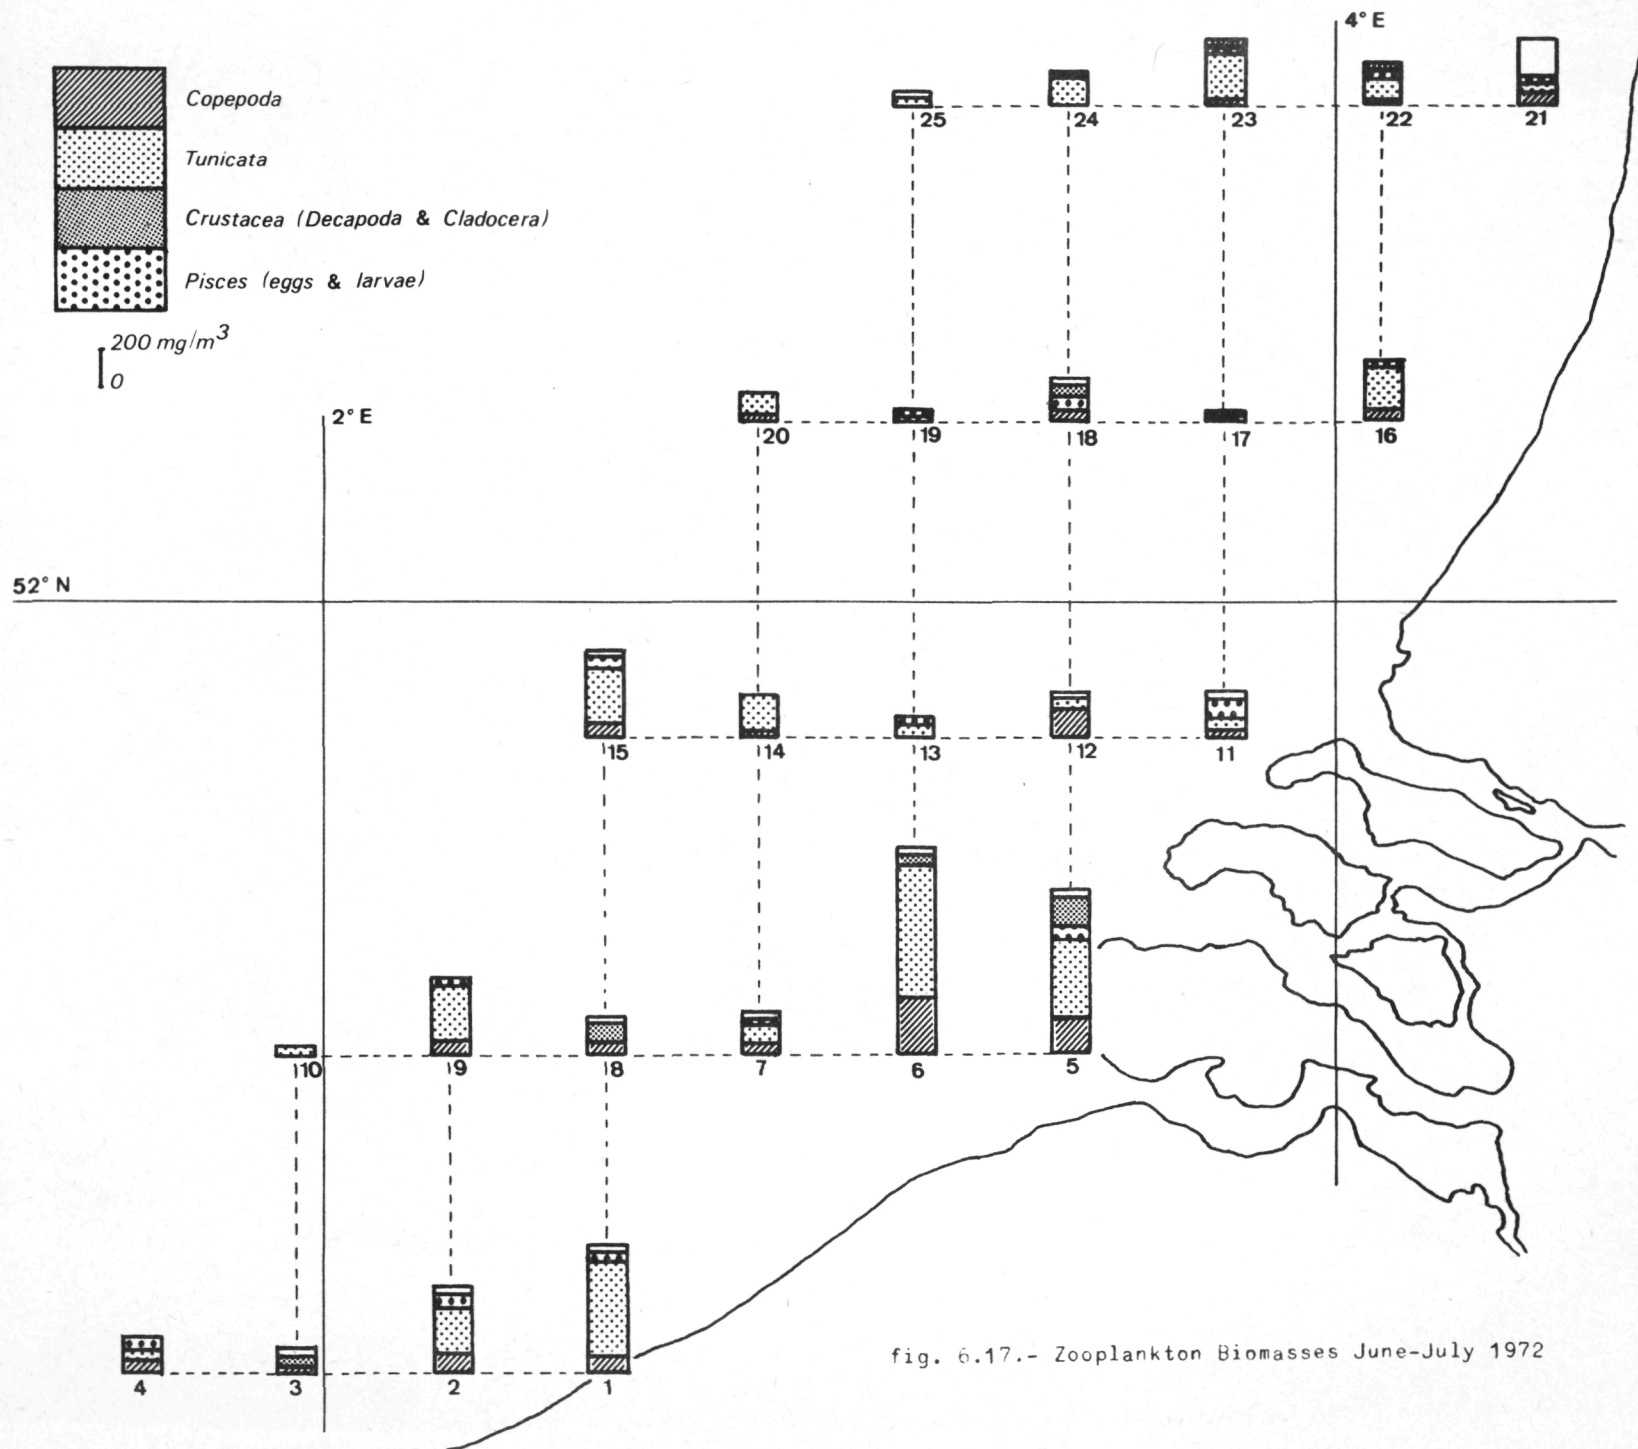 4° E
Copepoda
Tunicata
Crustacea (Decapoda & Cladocera)
Pisces (eggs & larvae)
200 mg/m³
0
25 24 23 22 21
2° E
20 19 18 17 16
52° N
15 14 13 12 11
10 9 8 7 6 5
fig. 6.17.- Zooplankton Biomasses June-July 1972
4 3 2 1